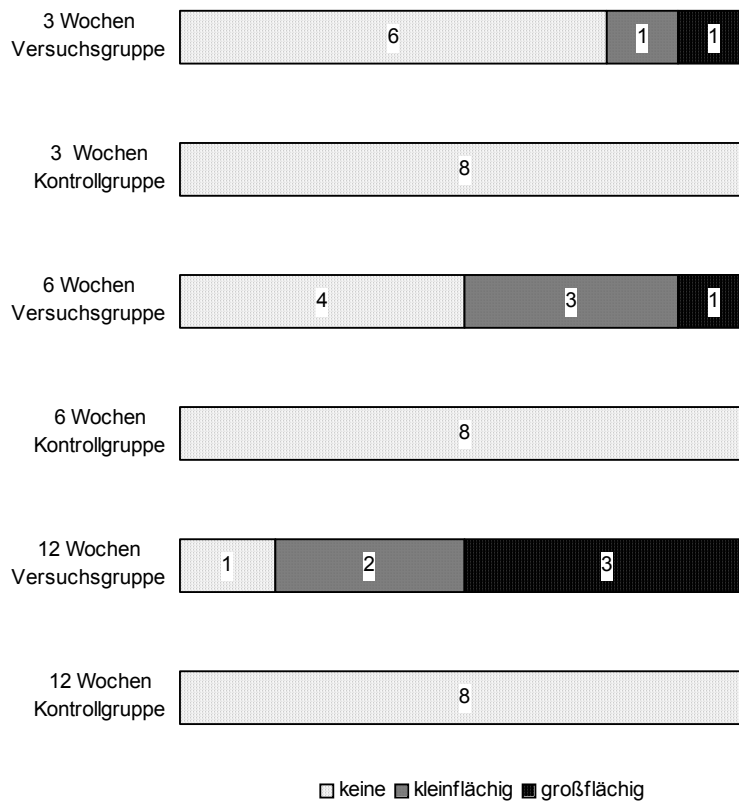 3 Wochen
Versuchsgruppe
6 1 1
3 Wochen
Kontrollgruppe
8
6 Wochen
Versuchsgruppe
4 3 1
6 Wochen
Kontrollgruppe
8
12 Wochen
Versuchsgruppe
1 2 3
12 Wochen
Kontrollgruppe
8
keine kleinflächig großflächig